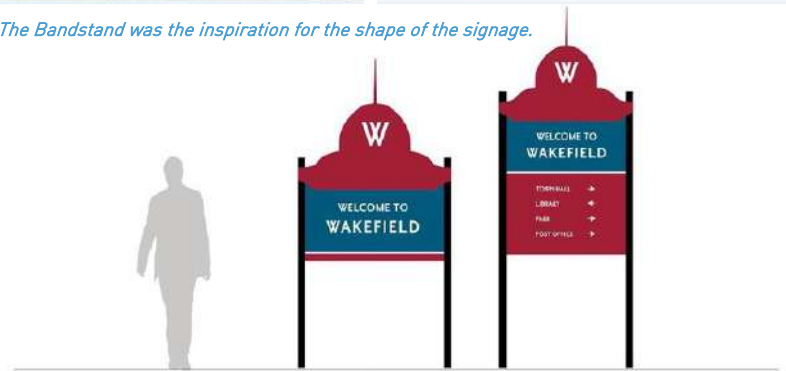 The Bandstand was the inspiration for the shape of the signage.
W
WELCOME TO
WAKEFIELD
W
WELCOME TO
WAKEFIELD
TOWN HALL →
LIBRARY ←
PARK →
POST OFFICE →